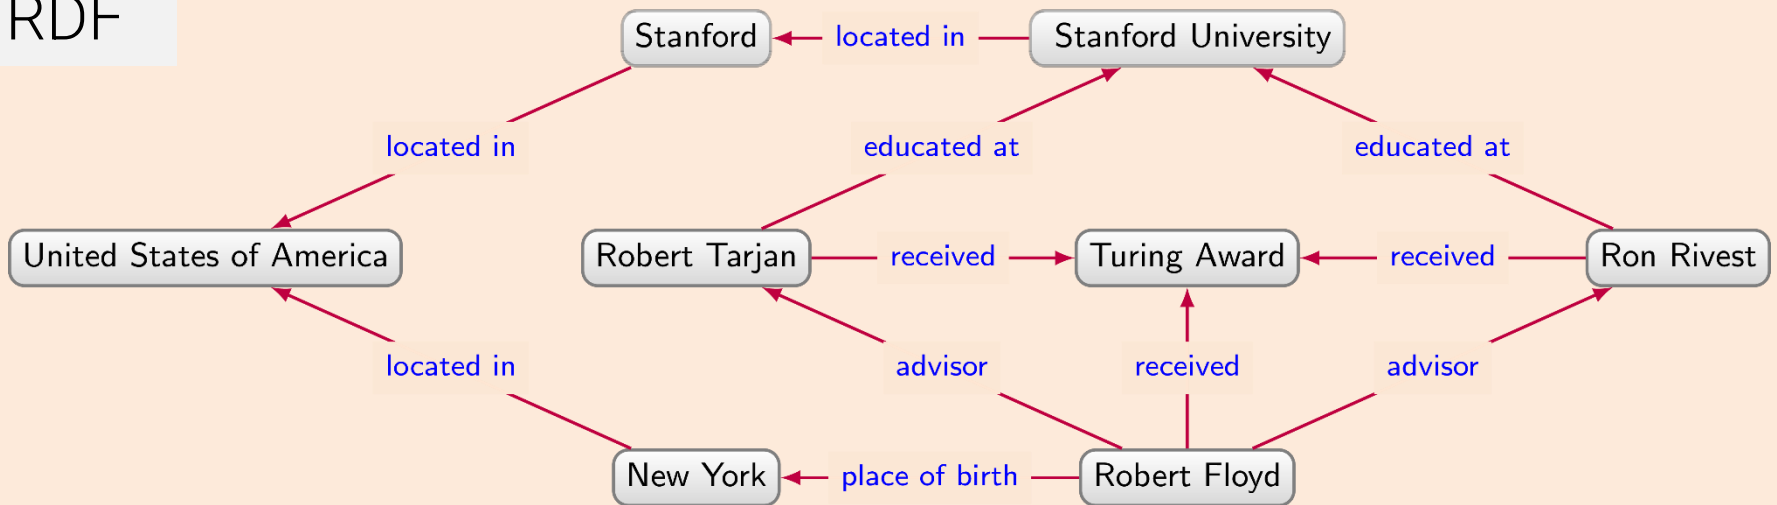 RDF
Stanford located in Stanford University
located in educated at educated at
United States of America Robert Tarjan received Turing Award received Ron Rivest
located in advisor received advisor
New York place of birth Robert Floyd